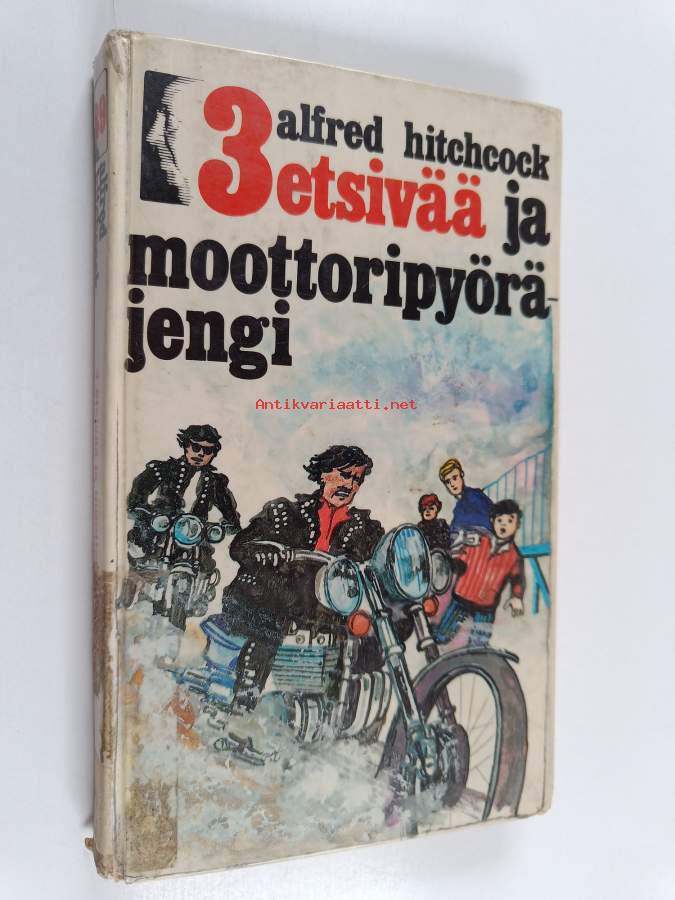 alfred hitchcock
3 etsivää ja
moottoripyörä-
jengi
Antikvariaatti.net